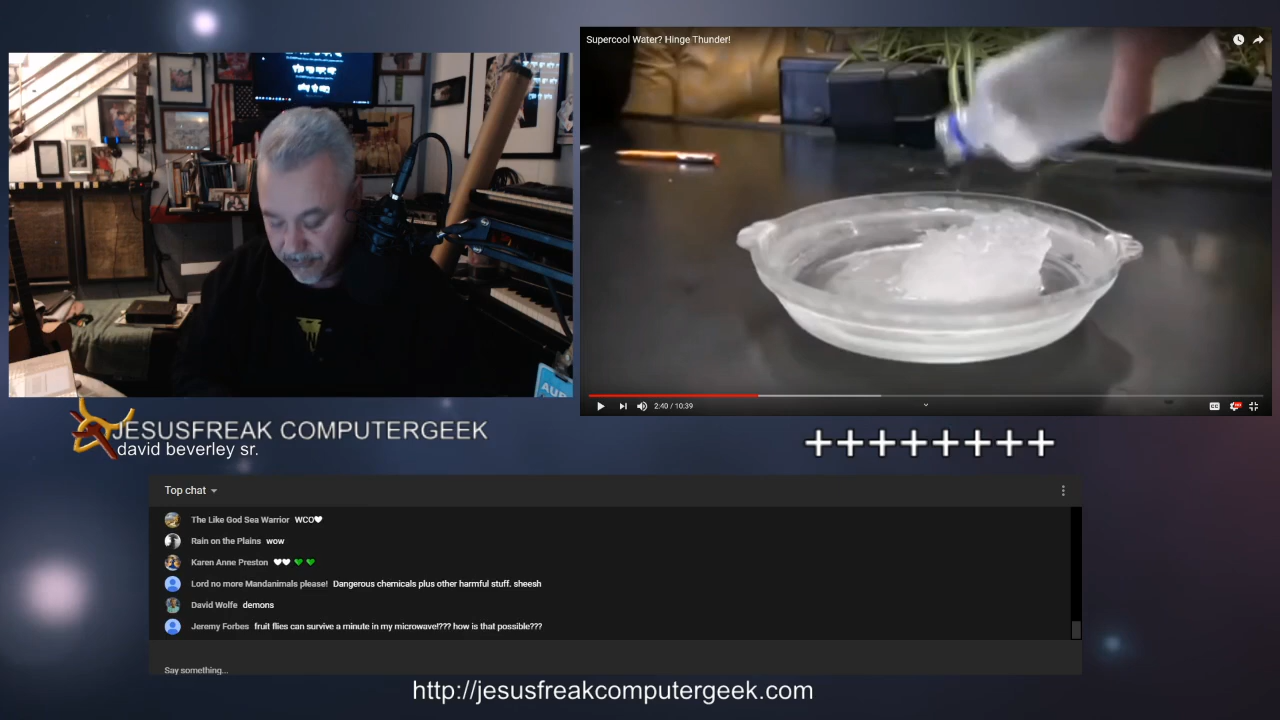 Supercool Water? Hinge Thunder!
2:40 / 10:39
CC
JESUSFREAK COMPUTERGEEK
david beverley sr.
++++++++
Top chat
The Like God Sea Warrior WCO🤍
Rain on the Plains wow
Karen Anne Preston 🤍🤍 💚 💚
Lord no more Mandanimals please! Dangerous chemicals plus other harmful stuff. sheesh
David Wolfe demons
Jeremy Forbes fruit flies can survive a minute in my microwave!??? how is that possible???
Say something...
http://jesusfreakcomputergeek.com